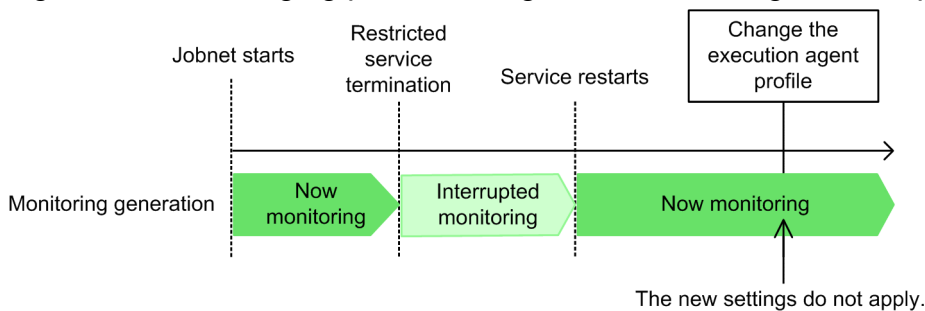 Change the
execution agent
profile
Restricted
service
termination
Jobnet starts
Service restarts
Monitoring generation
Now
monitoring
Interrupted
monitoring
Now monitoring
The new settings do not apply.